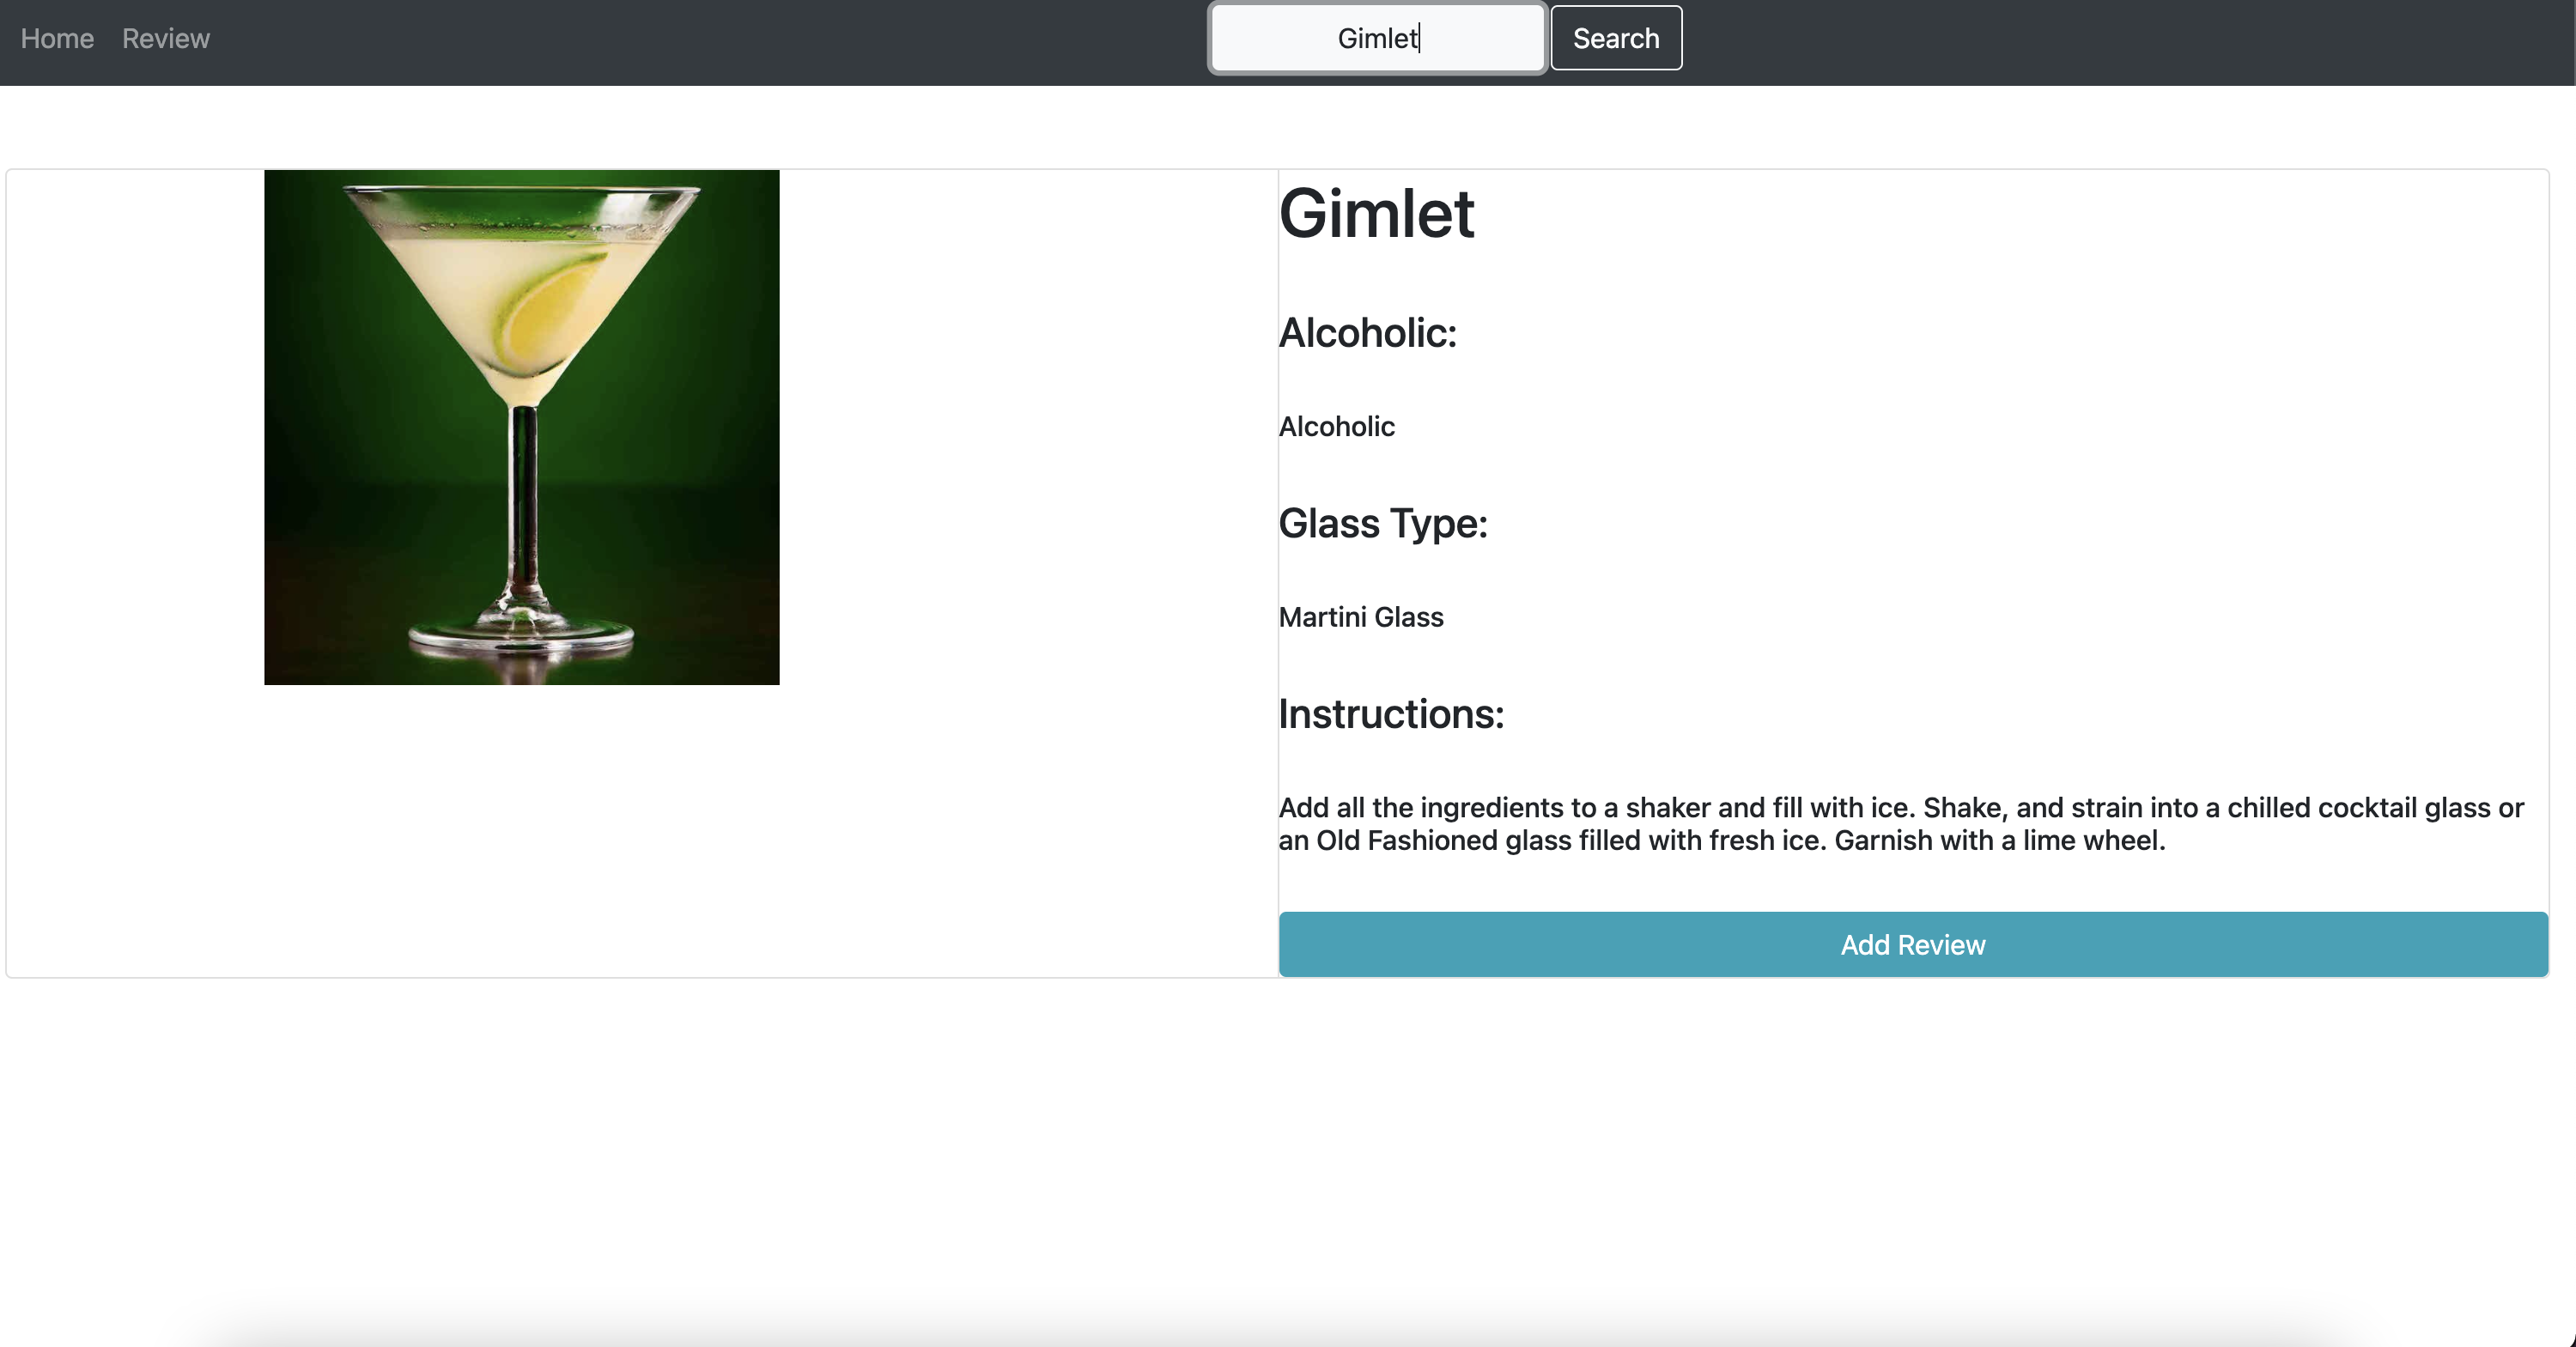 Home Review Gimlet Search
Gimlet
Alcoholic:
Alcoholic
Glass Type:
Martini Glass
Instructions:
Add all the ingredients to a shaker and fill with ice. Shake, and strain into a chilled cocktail glass or
an Old Fashioned glass filled with fresh ice. Garnish with a lime wheel.
Add Review